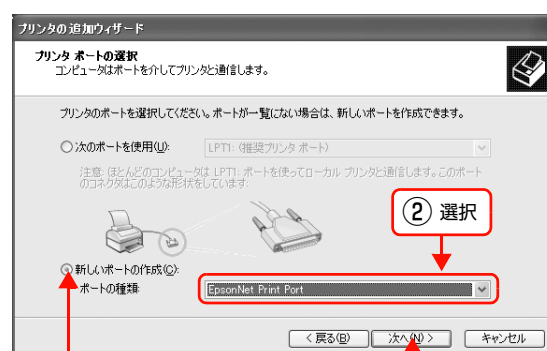 プリンタの追加ウィザード
プリンタ ポートの選択
コンピュータはポートを介してプリンタと通信します。
プリンタのポートを選択してください。ポートが一覧にない場合は、新しいポートを作成できます。
次のポートを使用(U):
LPT1: (推奨プリンタ ポート)
注意: ほとんどのコンピュータは LPT1: ポートを使ってローカル プリンタと通信します。このポート
のコネクタはこのような形状をしています:
② 選択
新しいポートの作成(C):
ポートの種類:
EpsonNet Print Port
< 戻る(B)
次へ(N) >
キャンセル